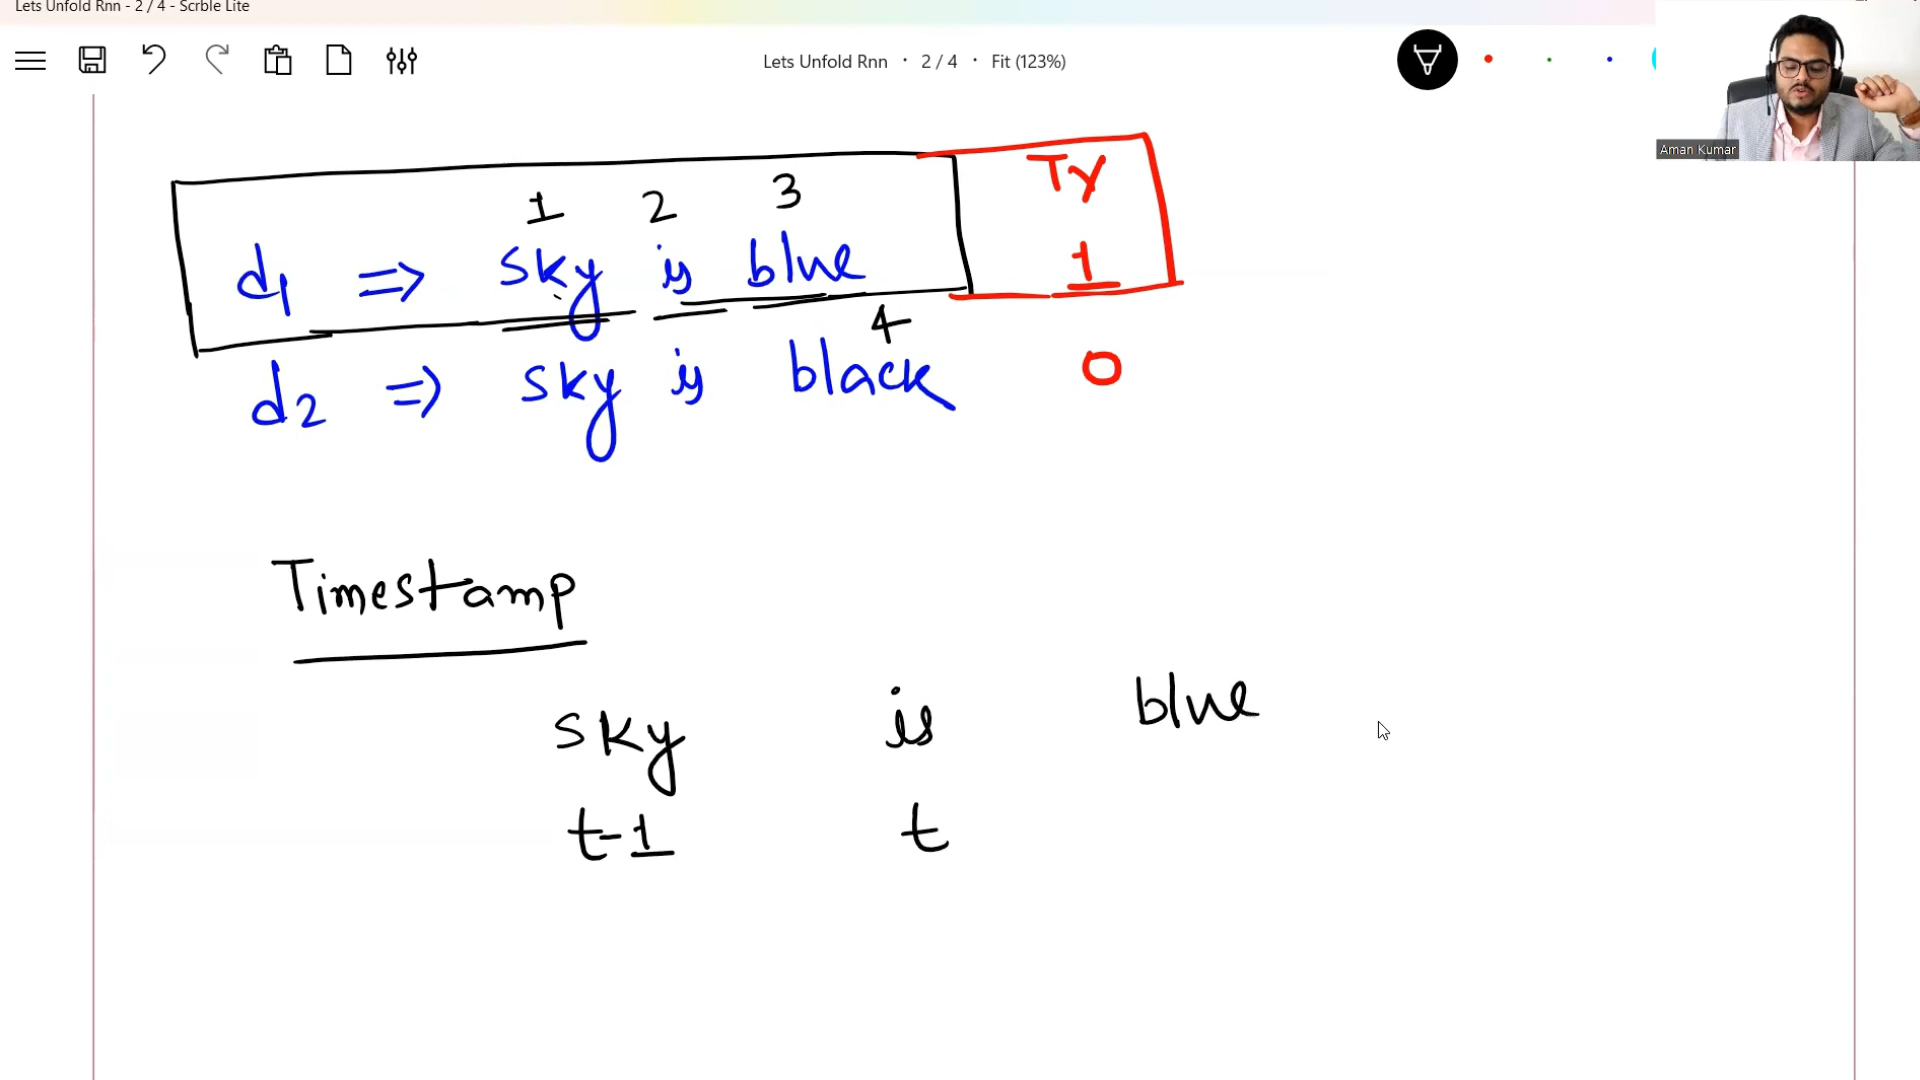 Lets Unfold Rnn - 2 / 4 - Scrble Lite
Lets Unfold Rnn · 2 / 4 · Fit (123%)
Aman Kumar
1 2 3 Ty
d1 => sky is blue 1
4
d2 => sky is black 0
Timestamp
sky is blue
t-1 t